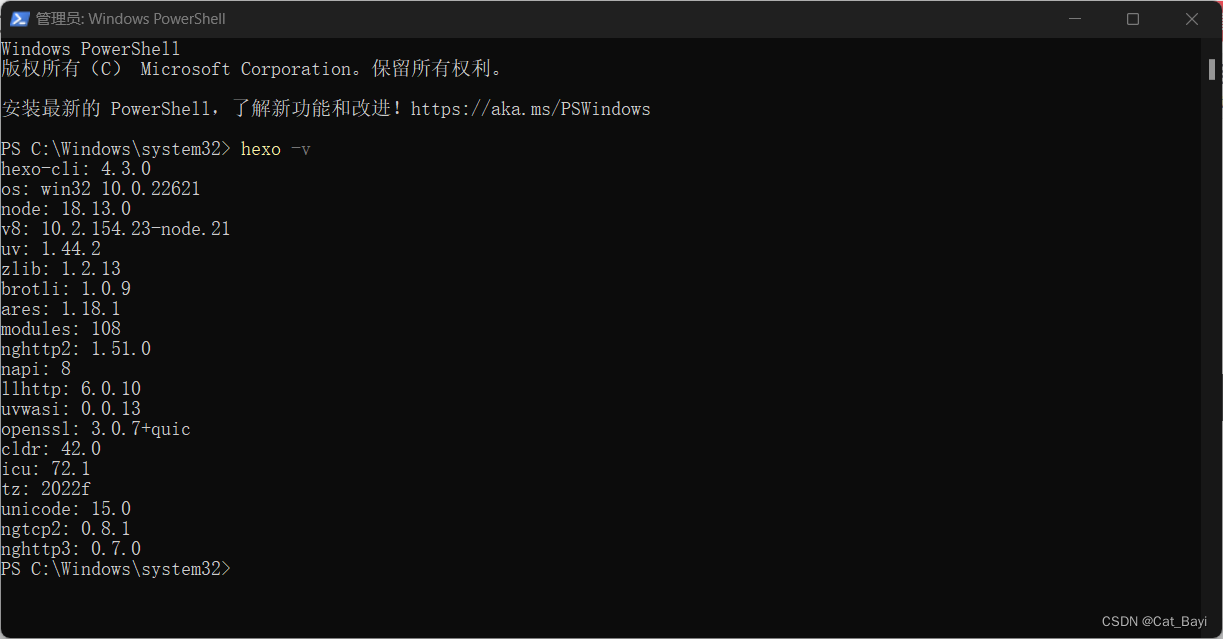 管理员: Windows PowerShell
Windows PowerShell
版权所有（C） Microsoft Corporation。保留所有权利。
安装最新的 PowerShell，了解新功能和改进！https://aka.ms/PSWindows
PS C:\Windows\system32> hexo -v
hexo-cli: 4.3.0
os: win32 10.0.22621
node: 18.13.0
v8: 10.2.154.23-node.21
uv: 1.44.2
zlib: 1.2.13
brotli: 1.0.9
ares: 1.18.1
modules: 108
nghttp2: 1.51.0
napi: 8
llhttp: 6.0.10
uvwasi: 0.0.13
openssl: 3.0.7+quic
cldr: 42.0
icu: 72.1
tz: 2022f
unicode: 15.0
ngtcp2: 0.8.1
nghttp3: 0.7.0
PS C:\Windows\system32>
CSDN @Cat_Bayi